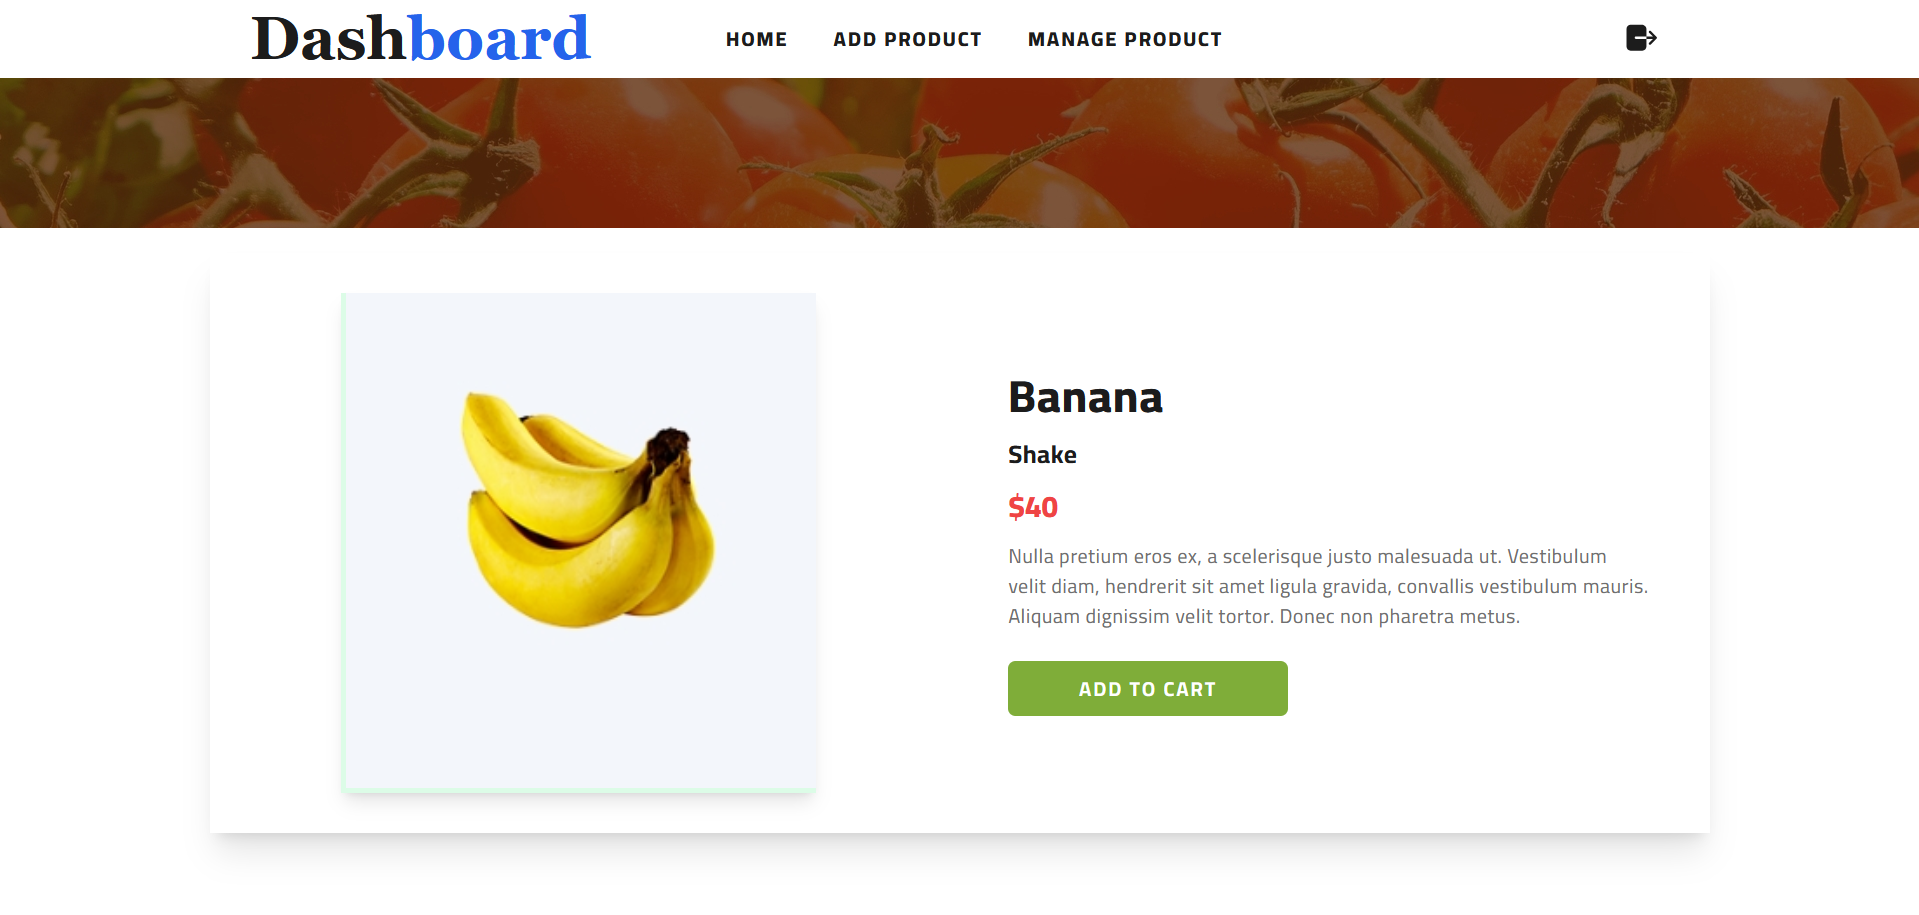 Dashboard
HOME ADD PRODUCT MANAGE PRODUCT
Banana
Shake
$40
Nulla pretium eros ex, a scelerisque justo malesuada ut. Vestibulum
velit diam, hendrerit sit amet ligula gravida, convallis vestibulum mauris.
Aliquam dignissim velit tortor. Donec non pharetra metus.
ADD TO CART